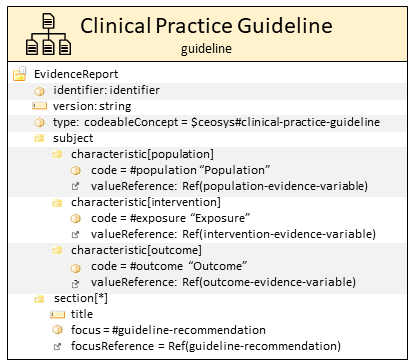 Clinical Practice Guideline
guideline
EvidenceReport
identifier: identifier
version: string
type: codeableConcept = $ceosys#clinical-practice-guideline
subject
characteristic[population]
code = #population “Population”
valueReference: Ref(population-evidence-variable)
characteristic[intervention]
code = #exposure “Exposure”
valueReference: Ref(intervention-evidence-variable)
characteristic[outcome]
code = #outcome “Outcome”
valueReference: Ref(outcome-evidence-variable)
section[*]
title
focus = #guideline-recommendation
focusReference = Ref(guideline-recommendation)